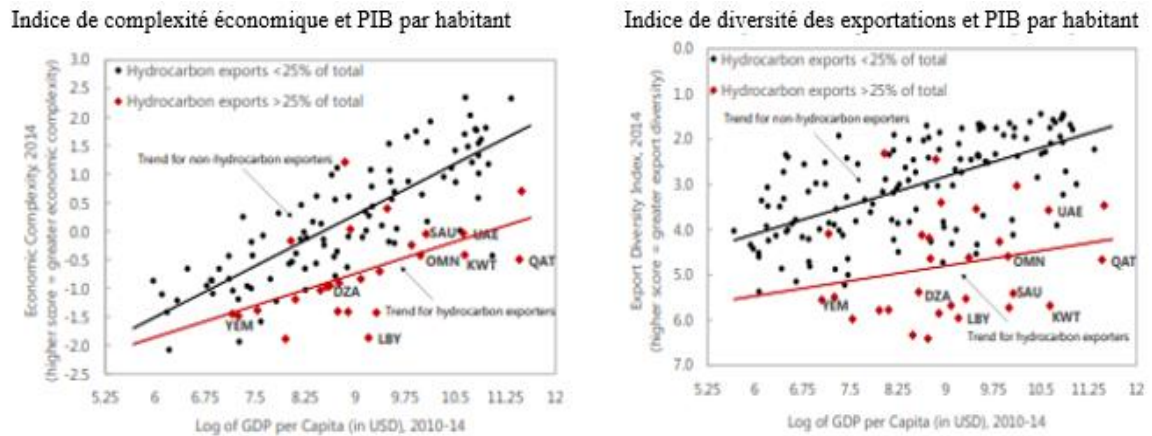 Indice de complexité économique et PIB par habitant
3.0
2.5
2.0
1.5
1.0
0.5
0.0
-0.5
-1.0
-1.5
-2.0
-2.5
Economic Complexity, 2014
(higher score = greater economic complexity)
Hydrocarbon exports <25% of total
Hydrocarbon exports >25% of total
Trend for non-hydrocarbon exporters
SAU
UAE
OMN
KWT
QAT
DZA
Trend for hydrocarbon exporters
YEM
LBY
5.25 6 6.75 7.5 8.25 9 9.75 10.5 11.25 12
Log of GDP per Capita (in USD), 2010-14
Indice de diversité des exportations et PIB par habitant
0.0
1.0
2.0
3.0
4.0
5.0
6.0
7.0
Export Diversity Index, 2014
(higher score = greater export diversity)
Hydrocarbon exports <25% of total
Hydrocarbon exports >25% of total
Trend for non-hydrocarbon exporters
UAE
OMN
QAT
YEM
DZA
SAU
LBY
KWT
Trend for hydrocarbon exporters
5.25 6 6.75 7.5 8.25 9 9.75 10.5 11.25 12
Log of GDP per Capita (in USD), 2010-14